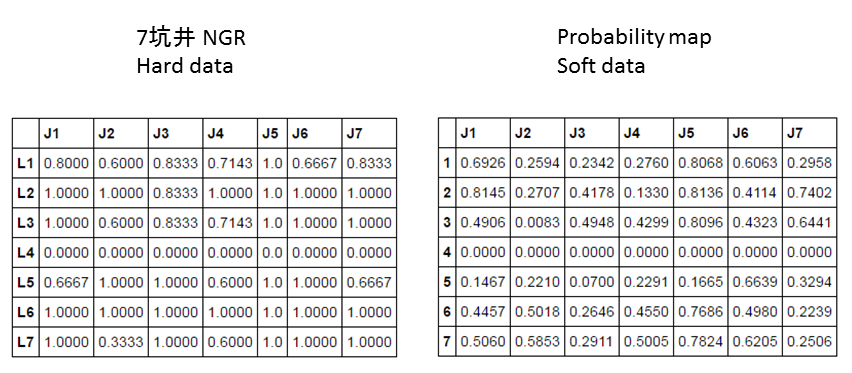 7坑井 NGR
Hard data
J1 J2 J3 J4 J5 J6 J7
L1 0.8000 0.6000 0.8333 0.7143 1.0 0.6667 0.8333
L2 1.0000 1.0000 0.8333 1.0000 1.0 1.0000 1.0000
L3 1.0000 0.6000 0.8333 0.7143 1.0 1.0000 1.0000
L4 0.0000 0.0000 0.0000 0.0000 0.0 0.0000 0.0000
L5 0.6667 1.0000 1.0000 0.6000 1.0 1.0000 0.6667
L6 1.0000 1.0000 1.0000 1.0000 1.0 1.0000 1.0000
L7 1.0000 0.3333 1.0000 0.6000 1.0 1.0000 1.0000
Probability map
Soft data
J1 J2 J3 J4 J5 J6 J7
1 0.6926 0.2594 0.2342 0.2760 0.8068 0.6063 0.2958
2 0.8145 0.2707 0.4178 0.1330 0.8136 0.4114 0.7402
3 0.4906 0.0083 0.4948 0.4299 0.8096 0.4323 0.6441
4 0.0000 0.0000 0.0000 0.0000 0.0000 0.0000 0.0000
5 0.1467 0.2210 0.0700 0.2291 0.1665 0.6639 0.3294
6 0.4457 0.5018 0.2646 0.4550 0.7686 0.4980 0.2239
7 0.5060 0.5853 0.2911 0.5005 0.7824 0.6205 0.2506